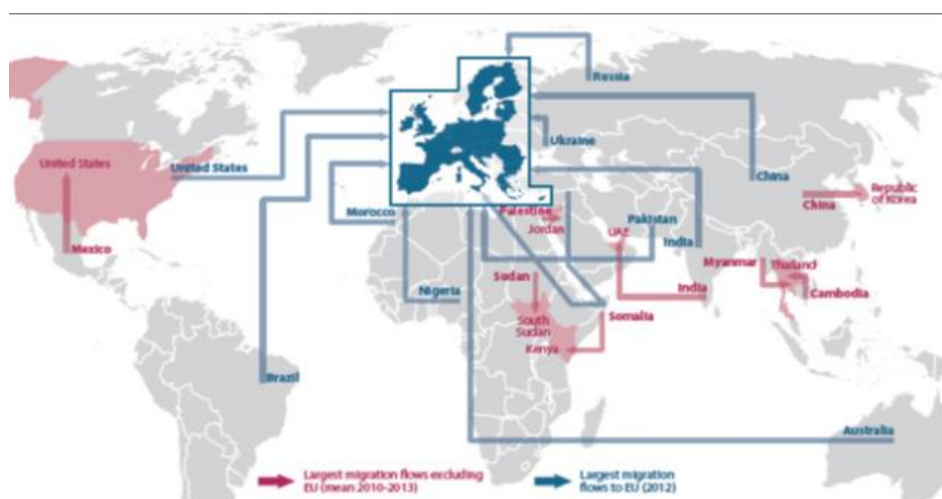 Russia
United States
United States
Ukraine
China
China
Republic
of Korea
Morocco
Palestine
Jordan
Pakistan
UAE
India
Mexico
Myanmar
Thailand
Sudan
Nigeria
India
Cambodia
South
Sudan
Somalia
Kenya
Brazil
Australia
Largest migration flows excluding
EU (mean 2010-2013)
Largest migration
flows to EU (2012)